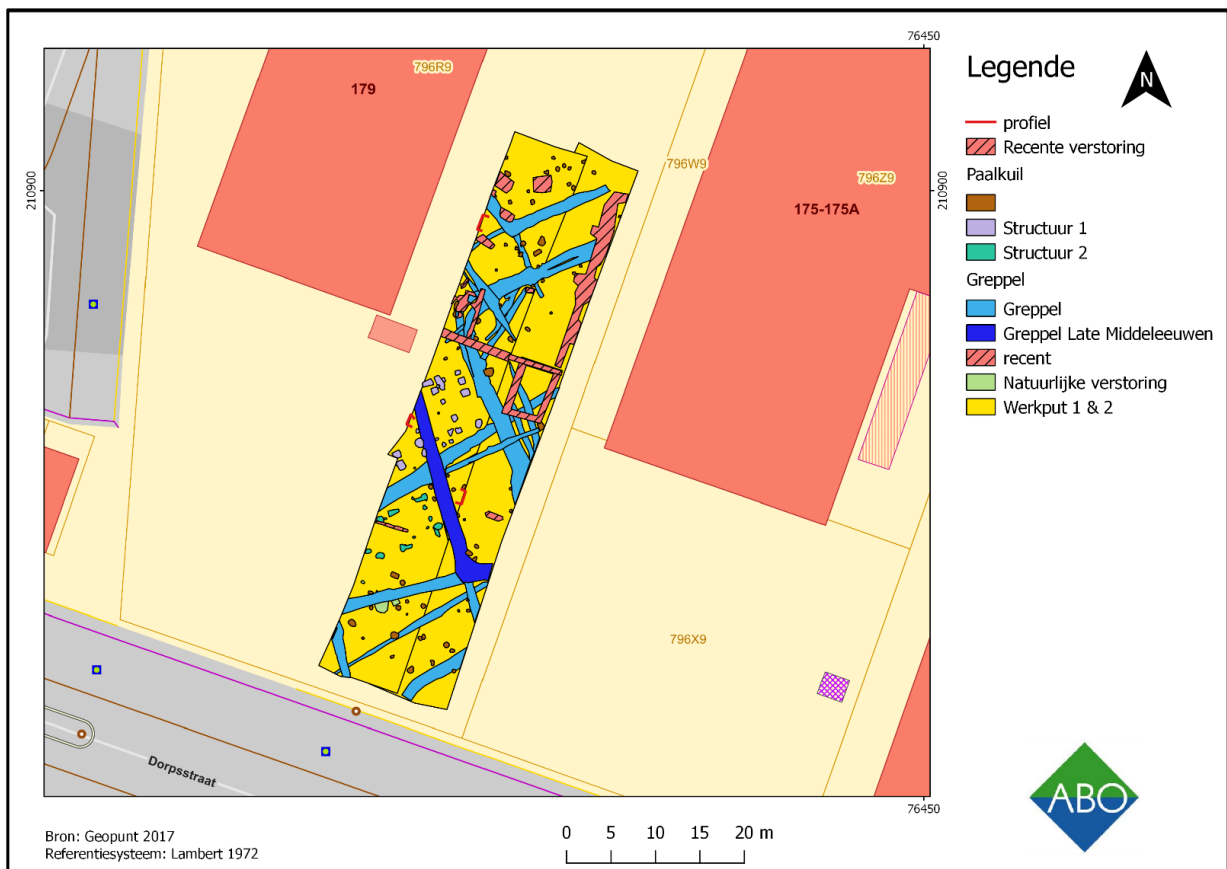 76450
796R9
179
210900
796W9
796Z9
175-175A
210900
796X9
Dorpsstraat
76450
Legende
N
profiel
Recente verstoring
Paalkuil
Structuur 1
Structuur 2
Greppel
Greppel
Greppel Late Middeleeuwen
recent
Natuurlijke verstoring
Werkput 1 & 2
ABO
Bron: Geopunt 2017
Referentiesysteem: Lambert 1972
0 5 10 15 20 m